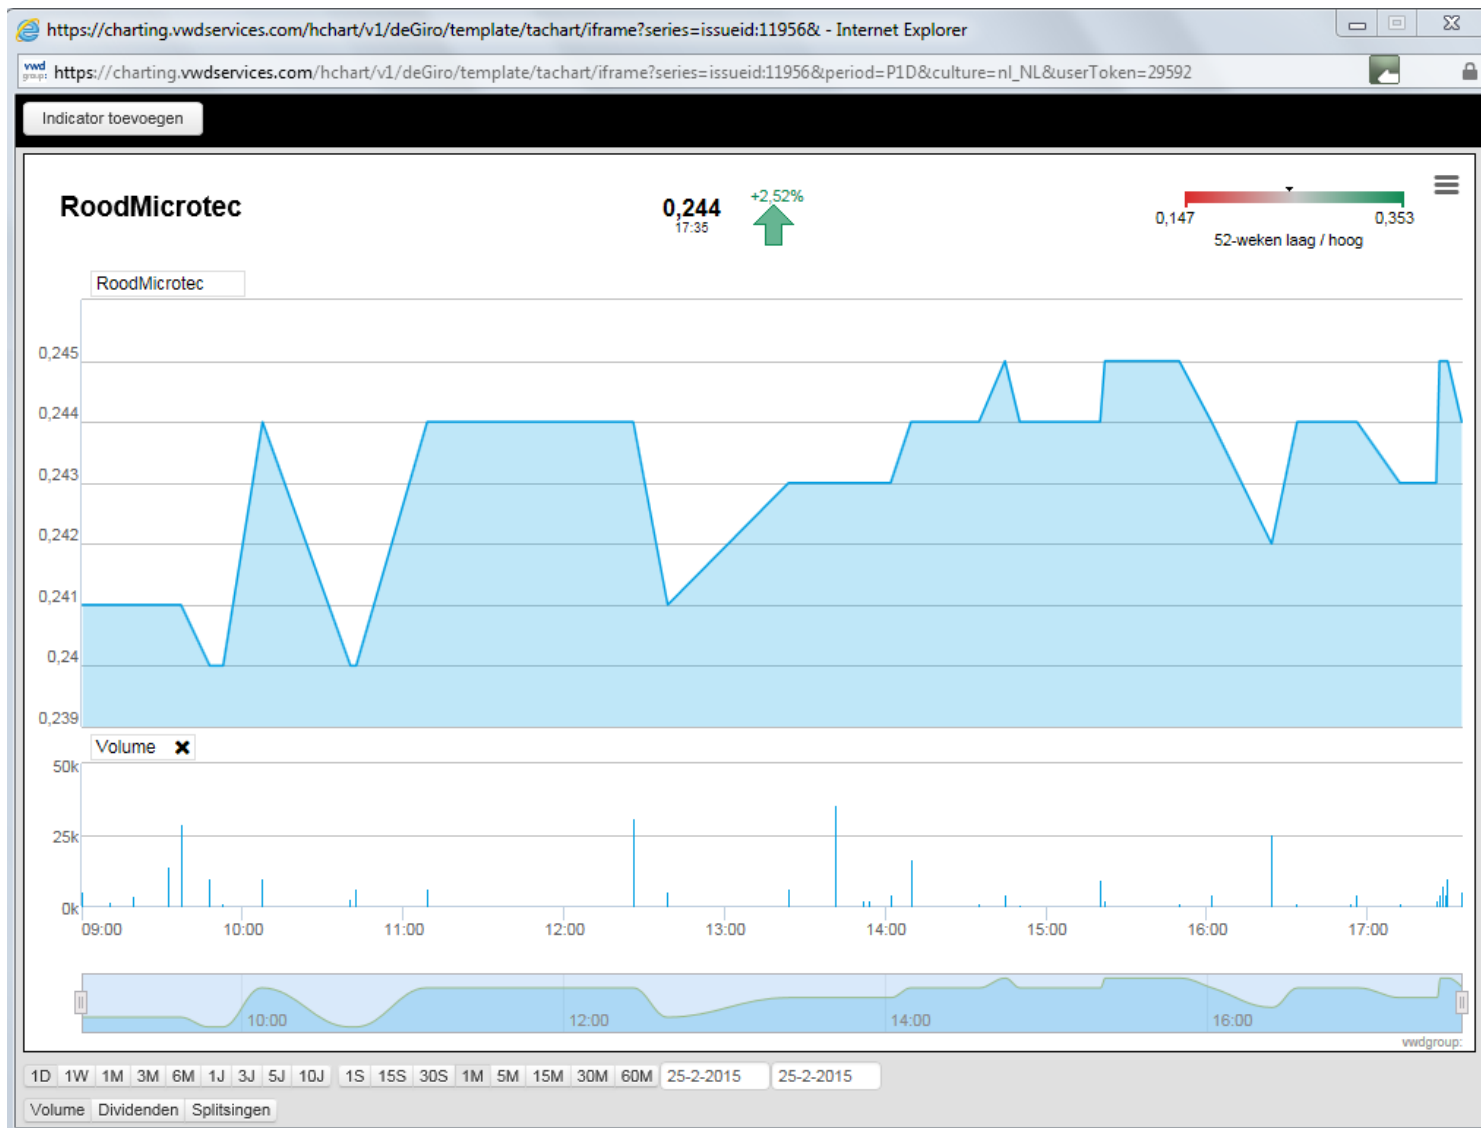 https://charting.vwdservices.com/hchart/v1/deGiro/template/tachart/iframe?series=issueid:11956& - Internet Explorer
vwd group: https://charting.vwdservices.com/hchart/v1/deGiro/template/tachart/iframe?series=issueid:11956&period=P1D&culture=nl_NL&userToken=29592
Indicator toevoegen
RoodMicrotec
0,244
17:35
+2,52%
0,147 0,353
52-weken laag / hoog
RoodMicrotec
0,245
0,244
0,243
0,242
0,241
0,24
0,239
Volume ✖
50k
25k
0k
09:00 10:00 11:00 12:00 13:00 14:00 15:00 16:00 17:00
10:00 12:00 14:00 16:00
vwdgroup:
1D 1W 1M 3M 6M 1J 3J 5J 10J 1S 15S 30S 1M 5M 15M 30M 60M 25-2-2015 25-2-2015
Volume Dividenden Splitsingen